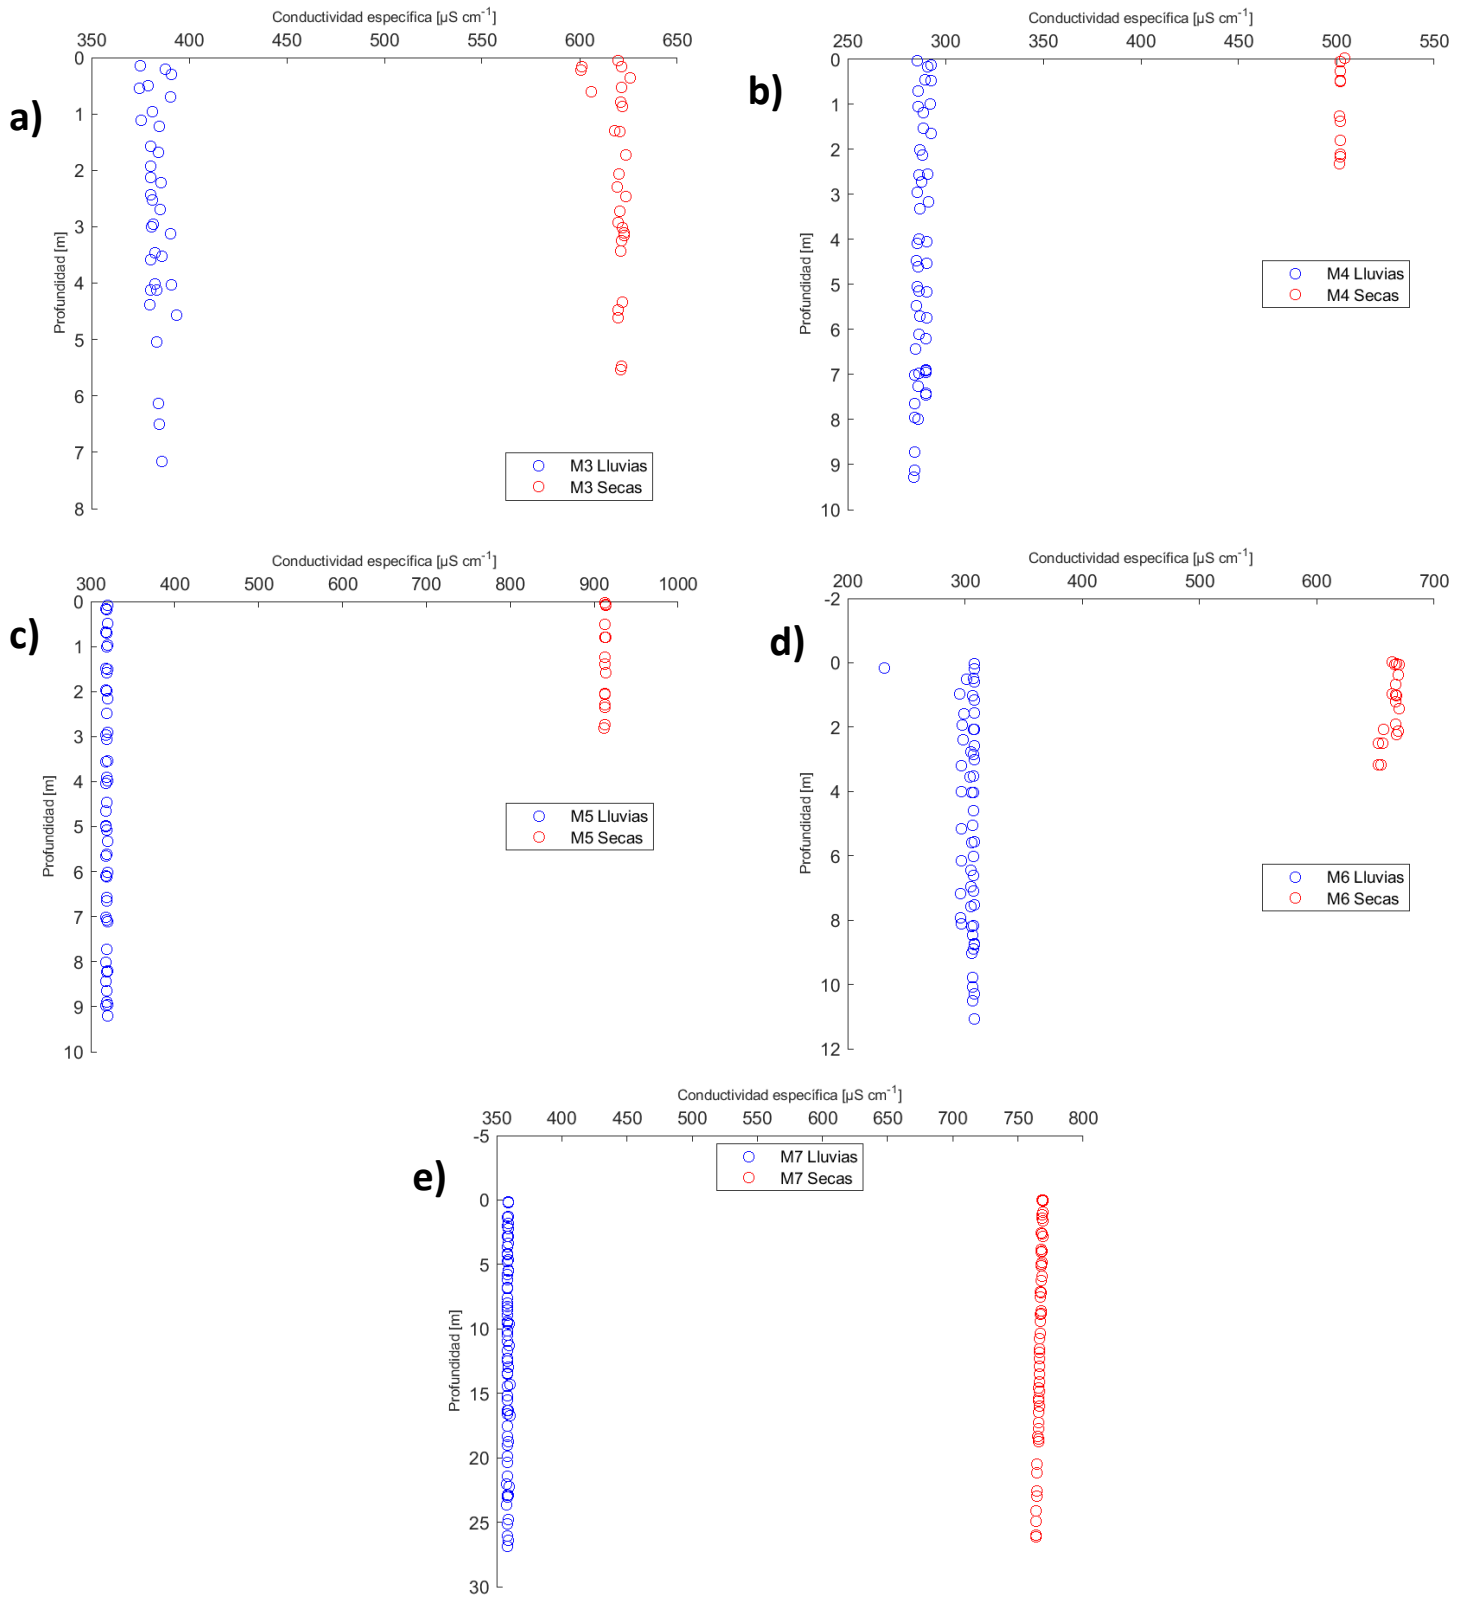 Conductividad específica [µS cm-1]
350 400 450 500 550 600 650
a)
0
1
2
3
4
5
6
7
8
Profundidad [m]
M3 Lluvias
M3 Secas
Conductividad específica [µS cm-1]
250 300 350 400 450 500 550
b)
0
1
2
3
4
5
6
7
8
9
10
Profundidad [m]
M4 Lluvias
M4 Secas
Conductividad específica [µS cm-1]
300 400 500 600 700 800 900 1000
c)
0
1
2
3
4
5
6
7
8
9
10
Profundidad [m]
M5 Lluvias
M5 Secas
Conductividad específica [µS cm-1]
200 300 400 500 600 700
d)
-2
0
2
4
6
8
10
12
Profundidad [m]
M6 Lluvias
M6 Secas
Conductividad específica [µS cm-1]
350 400 450 500 550 600 650 700 750 800
e)
-5
0
5
10
15
20
25
30
Profundidad [m]
M7 Lluvias
M7 Secas